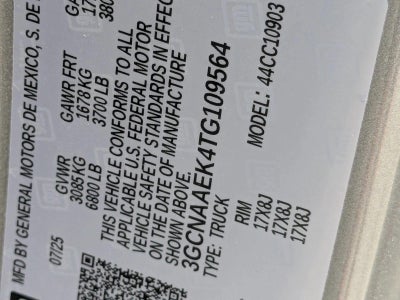 MFD BY GENERAL MOTORS DE MEXICO, S. DE
07/25
GVWR
3085 KG
6800 LB
GAWR FRT
1678 KG
3700 LB
THIS VEHICLE CONFORMS TO ALL
APPLICABLE U.S. FEDERAL MOTOR
VEHICLE SAFETY STANDARDS IN EFFECT
ON THE DATE OF MANUFACTURE
SHOWN ABOVE.
3GCNAAEK4TG109564
TYPE: TRUCK
MODEL: 44CC10903
RIM
17X8J
17X8J
17X8J